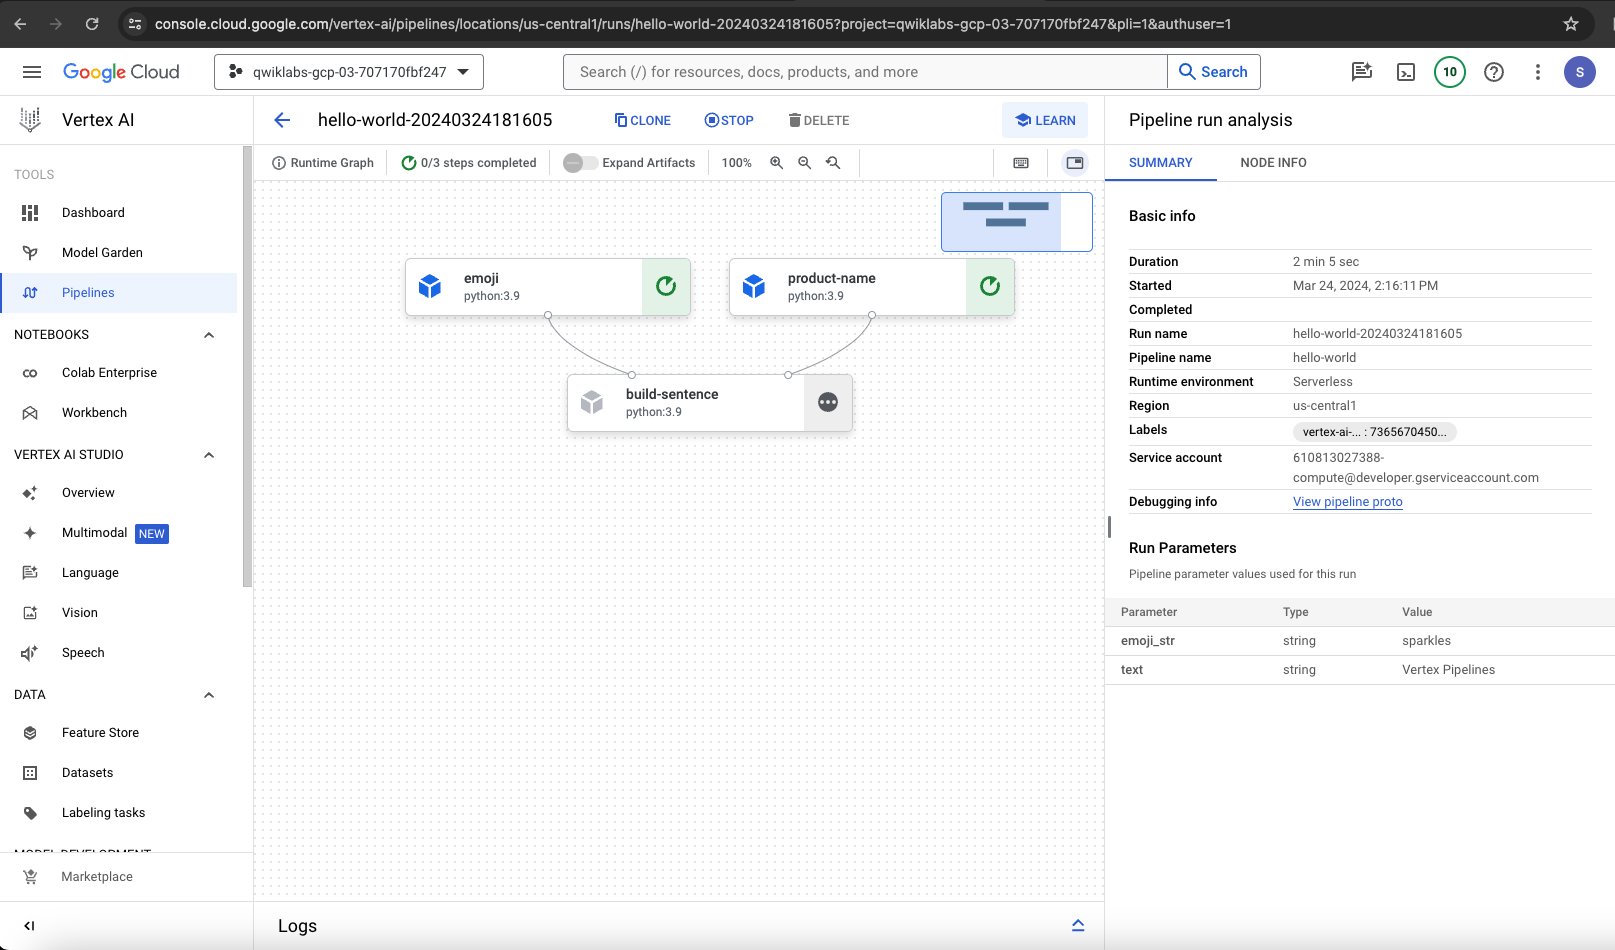 console.cloud.google.com/vertex-ai/pipelines/locations/us-central1/runs/hello-world-20240324181605?project=qwiklabs-gcp-03-707170fbf247&pli=1&authuser=1
Google Cloud
qwiklabs-gcp-03-707170fbf247
Search (/) for resources, docs, products, and more
Search
10
S
Vertex AI
TOOLS
Dashboard
Model Garden
Pipelines
NOTEBOOKS
Colab Enterprise
Workbench
VERTEX AI STUDIO
Overview
Multimodal NEW
Language
Vision
Speech
DATA
Feature Store
Datasets
Labeling tasks
MODEL DEVELOPMENT
Marketplace
hello-world-20240324181605
CLONE
STOP
DELETE
LEARN
Runtime Graph
0/3 steps completed
Expand Artifacts
100%
emoji
python:3.9
product-name
python:3.9
build-sentence
python:3.9
Logs
Pipeline run analysis
SUMMARY
NODE INFO
Basic info
Duration 2 min 5 sec
Started Mar 24, 2024, 2:16:11 PM
Completed
Run name hello-world-20240324181605
Pipeline name hello-world
Runtime environment Serverless
Region us-central1
Labels vertex-ai-... : 7365670450...
Service account 610813027388-
compute@developer.gserviceaccount.com
Debugging info View pipeline proto
Run Parameters
Pipeline parameter values used for this run
Parameter Type Value
emoji_str string sparkles
text string Vertex Pipelines